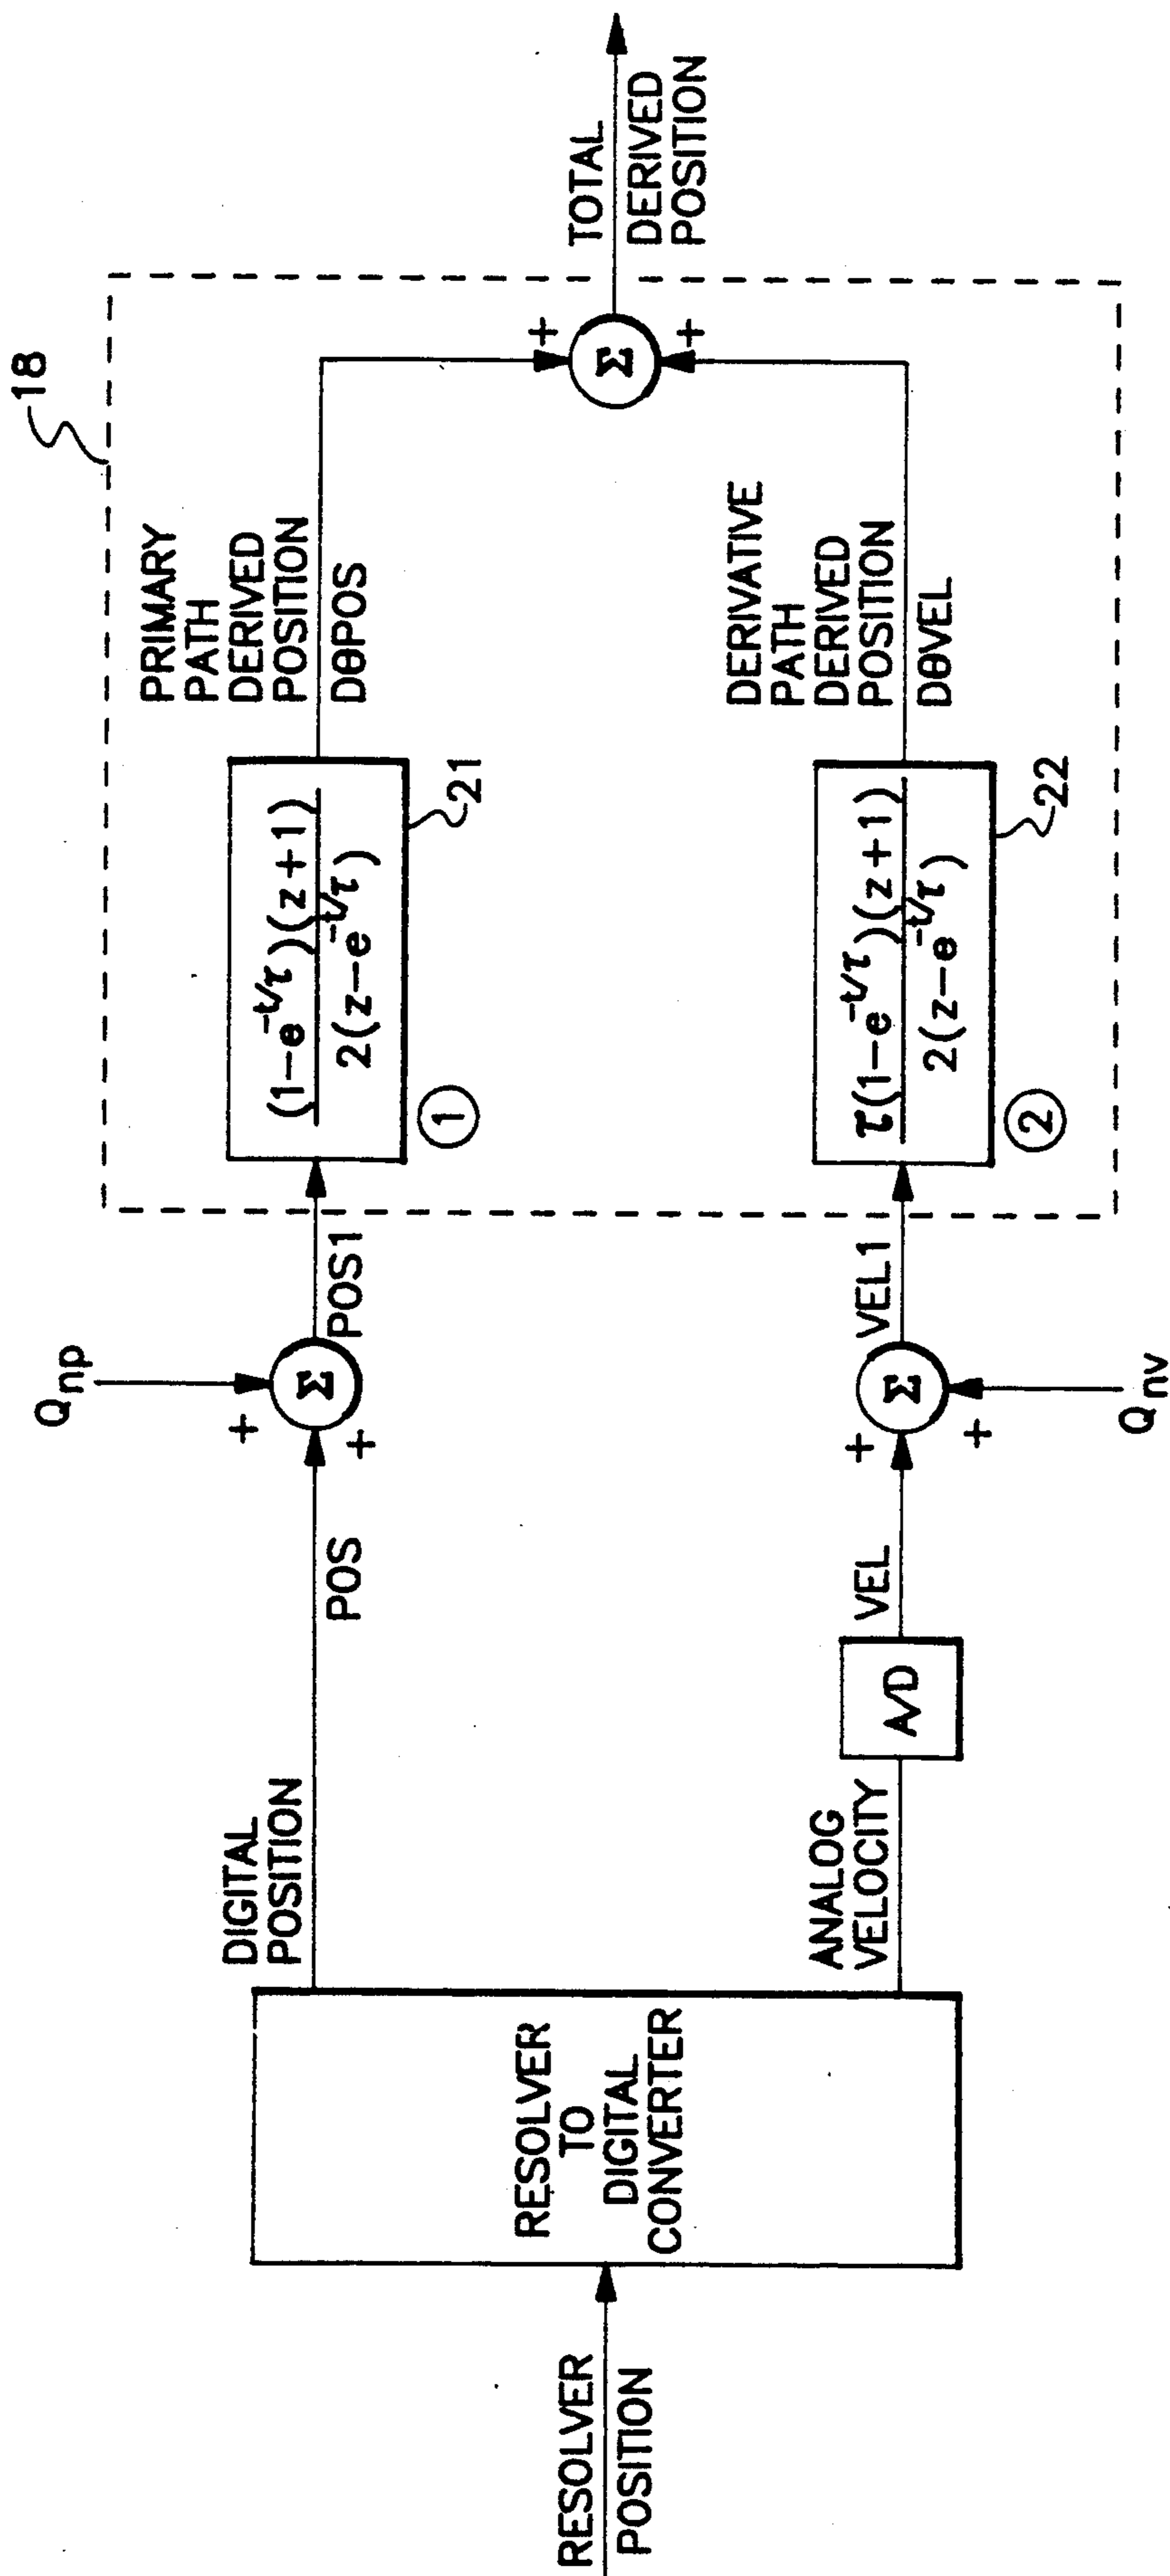 RESOLVER
POSITION
RESOLVER
TO
DIGITAL
CONVERTER
DIGITAL
POSITION
POS
Qnp
+
+
Σ
POS1
ANALOG
VELOCITY
A/D
VEL
+
+
Σ
Qnv
VEL1
18
(1−e^−t/τ)(z+1)
2(z−e^−t/τ)
1
21
PRIMARY
PATH
DERIVED
POSITION
DθPOS
τ(1−e^−t/τ)(z+1)
2(z−e^−t/τ)
2
22
DERIVATIVE
PATH
DERIVED
POSITION
DθVEL
+
+
Σ
TOTAL
DERIVED
POSITION